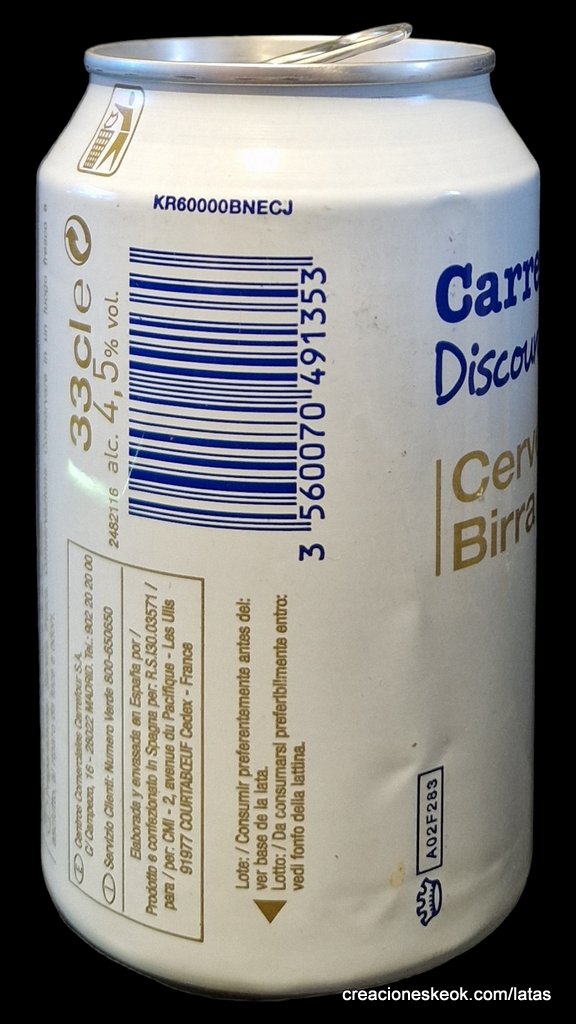 KR60000BNECJ
33cle
alc. 4,5% vol.
2482116
3 560070 491353
Carre
Discou
Cerv
Birra
Centros Comerciales Carrefour S.A.
C/ Campezo, 16 - 28022 MADRID. Tel.: 902 20 20 00
Servizio Clienti: Numero Verde 800-650650
Elaborada y envasada en España por /
Prodotto e confezionato in Spagna per: R.S.I30.03571 /
para / per: CMI - 2, avenue du Pacifique - Les Ulis
91977 COURTABŒUF Cedex - France
Lote: / Consumir preferentemente antes del:
ver base de la lata.
Lotto: / Da consumarsi preferibilmente entro:
vedi fonfo della lattina.
A02F283
creacioneskeok.com/latas